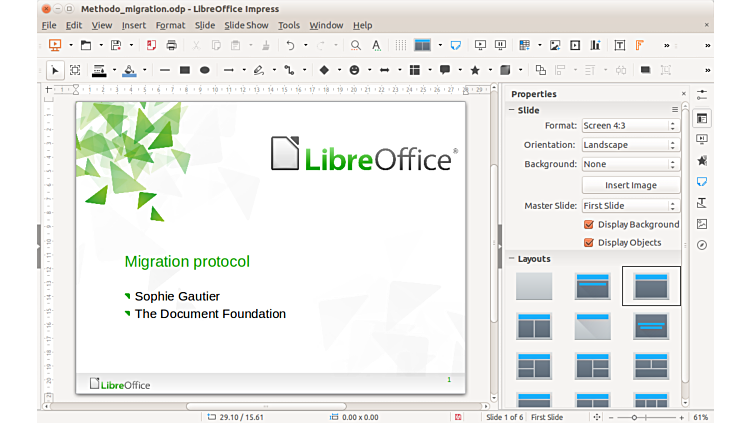 Methodo_migration.odp - LibreOffice Impress
File Edit View Insert Format Slide Slide Show Tools Window Help
Properties
Slide
Format: Screen 4:3
Orientation: Landscape
Background: None
Insert Image
Master Slide: First Slide
Display Background
Display Objects
Layouts
LibreOffice®
Migration protocol
Sophie Gautier
The Document Foundation
LibreOffice
1
29.10 / 15.61
0.00 x 0.00
Slide 1 of 6
First Slide
61%